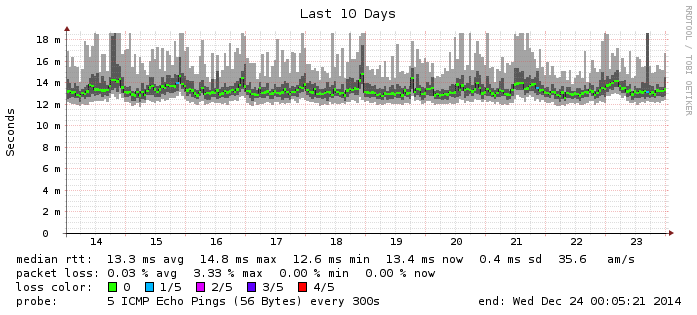 Last 10 Days
RRDTOOL / TOBI OETIKER
Seconds
18 m
16 m
14 m
12 m
10 m
8 m
6 m
4 m
2 m
0
14 15 16 17 18 19 20 21 22 23
median rtt: 13.3 ms avg 14.8 ms max 12.6 ms min 13.4 ms now 0.4 ms sd 35.6 am/s
packet loss: 0.03 % avg 3.33 % max 0.00 % min 0.00 % now
loss color: 0 1/5 2/5 3/5 4/5
probe: 5 ICMP Echo Pings (56 Bytes) every 300s end: Wed Dec 24 00:05:21 2014